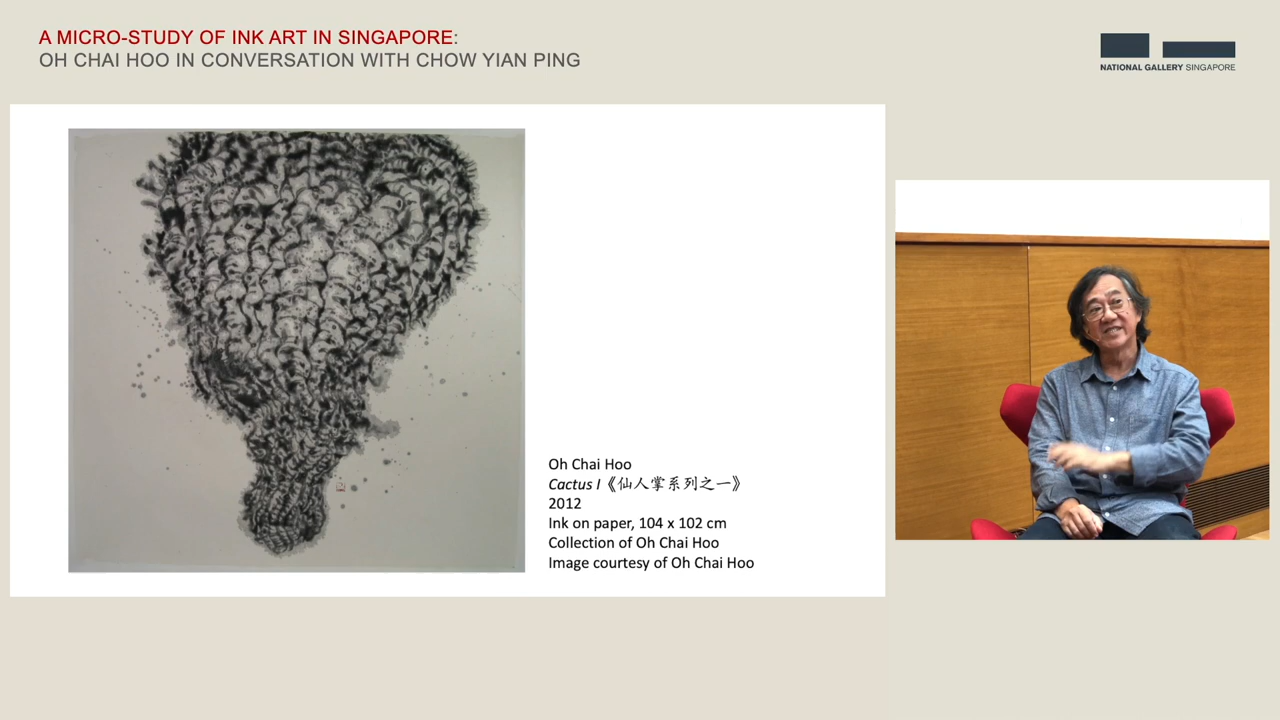 A MICRO-STUDY OF INK ART IN SINGAPORE:
OH CHAI HOO IN CONVERSATION WITH CHOW YIAN PING
NATIONAL GALLERY SINGAPORE
Oh Chai Hoo
Cactus I《仙人掌系列之一》
2012
Ink on paper, 104 x 102 cm
Collection of Oh Chai Hoo
Image courtesy of Oh Chai Hoo